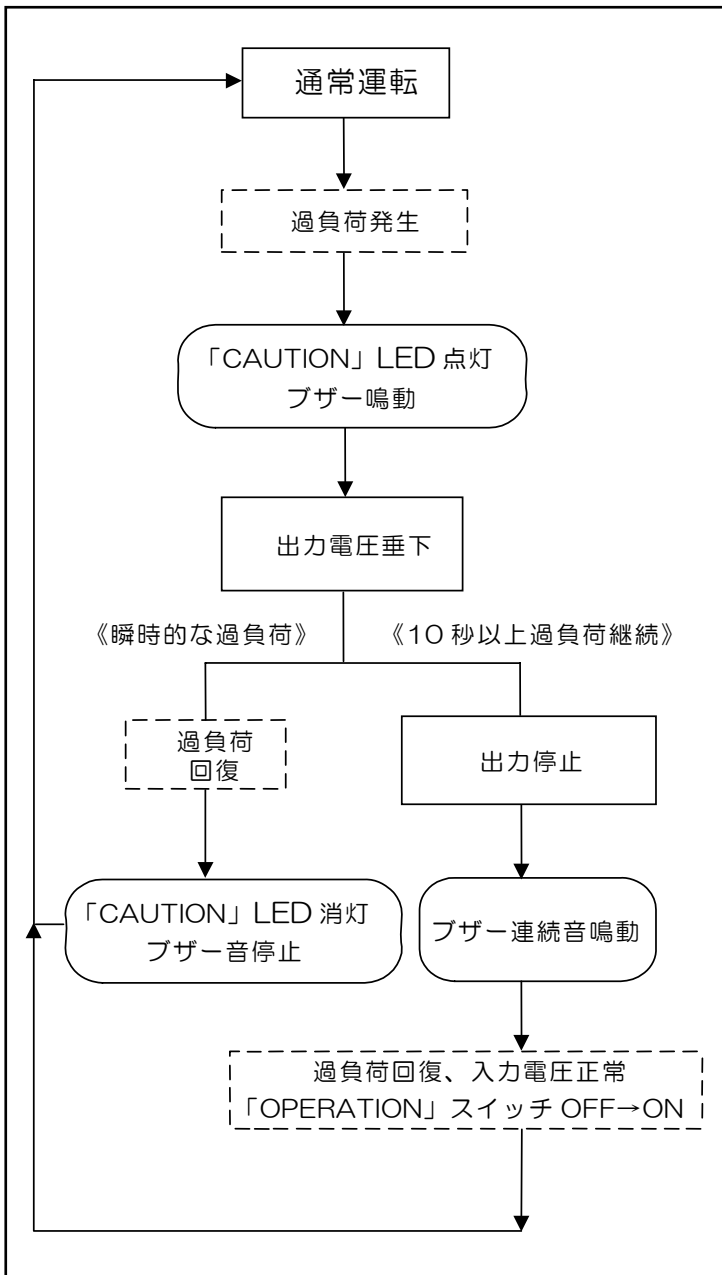 通常運転
過負荷発生
「CAUTION」LED 点灯
ブザー鳴動
出力電圧垂下
《瞬時的な過負荷》
《10 秒以上過負荷継続》
過負荷
回復
出力停止
「CAUTION」LED 消灯
ブザー音停止
ブザー連続音鳴動
過負荷回復、入力電圧正常
「OPERATION」スイッチ OFF→ON